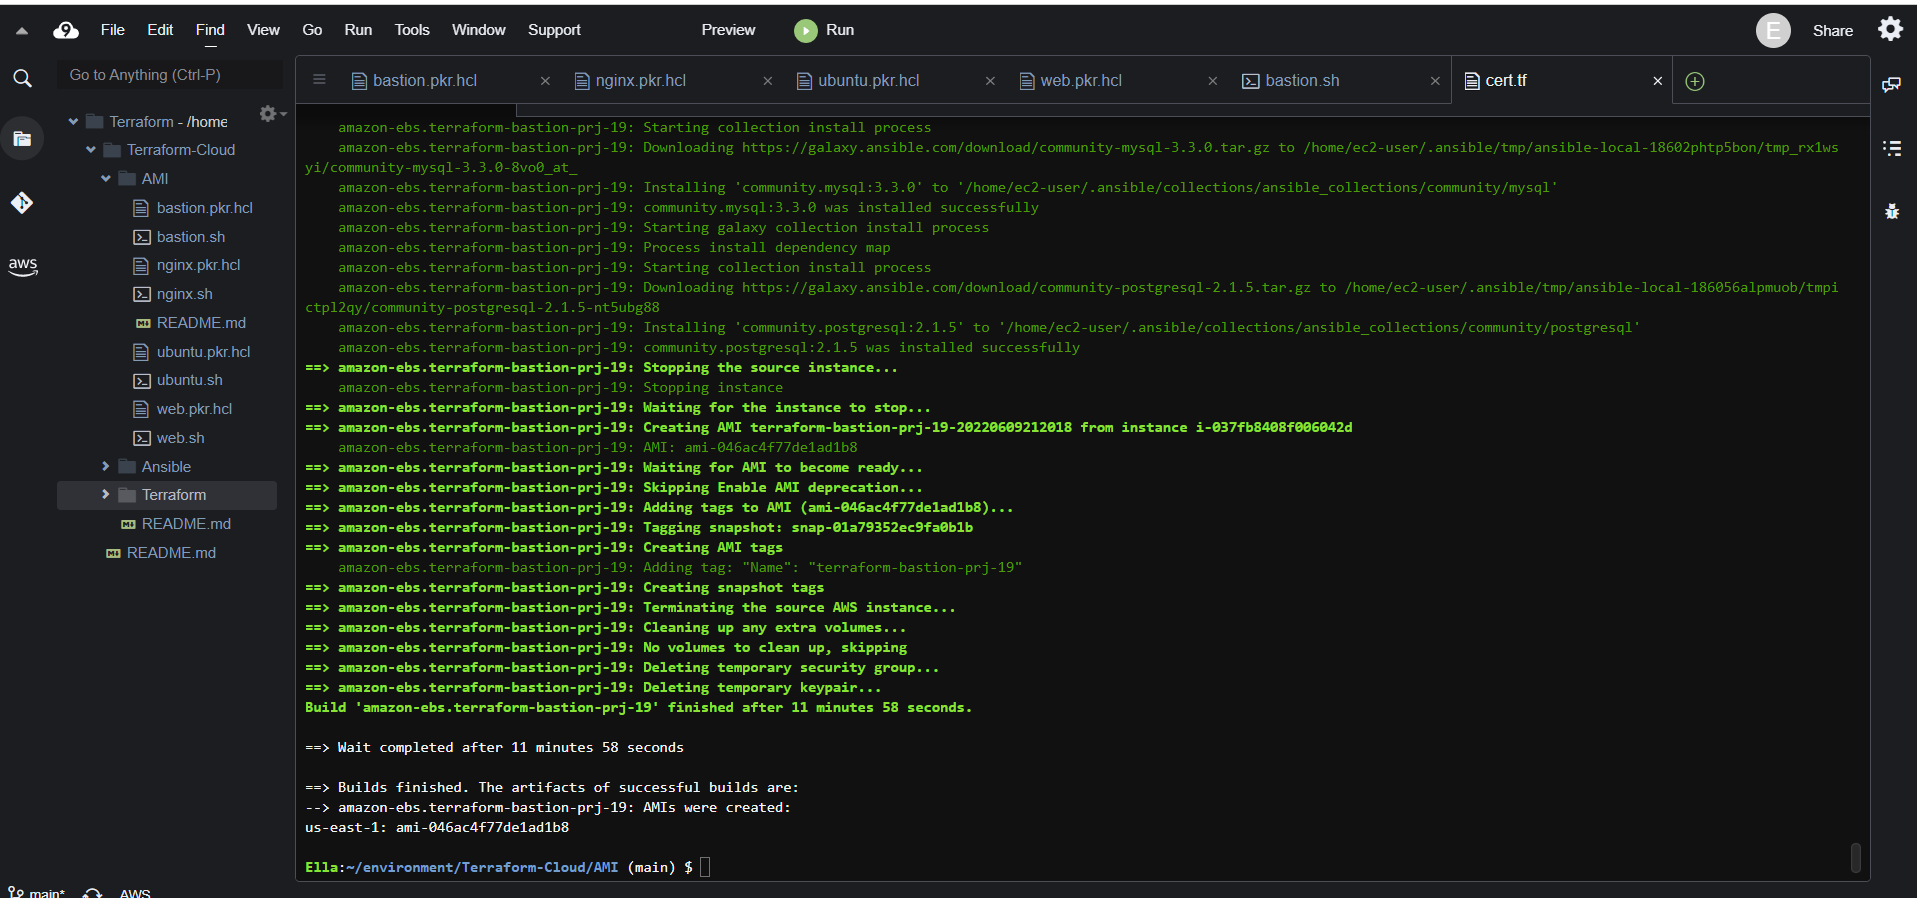 File Edit Find View Go Run Tools Window Support Preview Run E Share
Go to Anything (Ctrl-P)
bastion.pkr.hcl nginx.pkr.hcl ubuntu.pkr.hcl web.pkr.hcl bastion.sh cert.tf
Terraform - /home
Terraform-Cloud
AMI
bastion.pkr.hcl
bastion.sh
nginx.pkr.hcl
nginx.sh
README.md
ubuntu.pkr.hcl
ubuntu.sh
web.pkr.hcl
web.sh
Ansible
Terraform
README.md
README.md
aws
amazon-ebs.terraform-bastion-prj-19: Starting collection install process
amazon-ebs.terraform-bastion-prj-19: Downloading https://galaxy.ansible.com/download/community-mysql-3.3.0.tar.gz to /home/ec2-user/.ansible/tmp/ansible-local-18602phtp5bon/tmp_rx1ws
yi/community-mysql-3.3.0-8vo0_at_
amazon-ebs.terraform-bastion-prj-19: Installing 'community.mysql:3.3.0' to '/home/ec2-user/.ansible/collections/ansible_collections/community/mysql'
amazon-ebs.terraform-bastion-prj-19: community.mysql:3.3.0 was installed successfully
amazon-ebs.terraform-bastion-prj-19: Starting galaxy collection install process
amazon-ebs.terraform-bastion-prj-19: Process install dependency map
amazon-ebs.terraform-bastion-prj-19: Starting collection install process
amazon-ebs.terraform-bastion-prj-19: Downloading https://galaxy.ansible.com/download/community-postgresql-2.1.5.tar.gz to /home/ec2-user/.ansible/tmp/ansible-local-186056alpmuob/tmpi
ctpl2qy/community-postgresql-2.1.5-nt5ubg88
amazon-ebs.terraform-bastion-prj-19: Installing 'community.postgresql:2.1.5' to '/home/ec2-user/.ansible/collections/ansible_collections/community/postgresql'
amazon-ebs.terraform-bastion-prj-19: community.postgresql:2.1.5 was installed successfully
==> amazon-ebs.terraform-bastion-prj-19: Stopping the source instance...
amazon-ebs.terraform-bastion-prj-19: Stopping instance
==> amazon-ebs.terraform-bastion-prj-19: Waiting for the instance to stop...
==> amazon-ebs.terraform-bastion-prj-19: Creating AMI terraform-bastion-prj-19-20220609212018 from instance i-037fb8408f006042d
amazon-ebs.terraform-bastion-prj-19: AMI: ami-046ac4f77de1ad1b8
==> amazon-ebs.terraform-bastion-prj-19: Waiting for AMI to become ready...
==> amazon-ebs.terraform-bastion-prj-19: Skipping Enable AMI deprecation...
==> amazon-ebs.terraform-bastion-prj-19: Adding tags to AMI (ami-046ac4f77de1ad1b8)...
==> amazon-ebs.terraform-bastion-prj-19: Tagging snapshot: snap-01a79352ec9fa0b1b
==> amazon-ebs.terraform-bastion-prj-19: Creating AMI tags
amazon-ebs.terraform-bastion-prj-19: Adding tag: "Name": "terraform-bastion-prj-19"
==> amazon-ebs.terraform-bastion-prj-19: Creating snapshot tags
==> amazon-ebs.terraform-bastion-prj-19: Terminating the source AWS instance...
==> amazon-ebs.terraform-bastion-prj-19: Cleaning up any extra volumes...
==> amazon-ebs.terraform-bastion-prj-19: No volumes to clean up, skipping
==> amazon-ebs.terraform-bastion-prj-19: Deleting temporary security group...
==> amazon-ebs.terraform-bastion-prj-19: Deleting temporary keypair...
Build 'amazon-ebs.terraform-bastion-prj-19' finished after 11 minutes 58 seconds.
==> Wait completed after 11 minutes 58 seconds
==> Builds finished. The artifacts of successful builds are:
--> amazon-ebs.terraform-bastion-prj-19: AMIs were created:
us-east-1: ami-046ac4f77de1ad1b8
Ella:~/environment/Terraform-Cloud/AMI (main) $
main* AWS